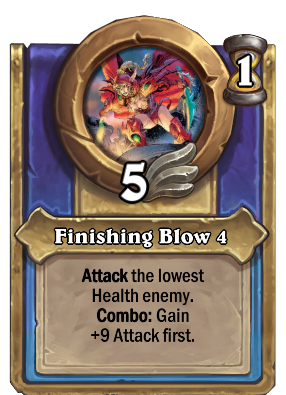 1
5
Finishing Blow 4
Attack the lowest
Health enemy.
Combo: Gain
+9 Attack first.